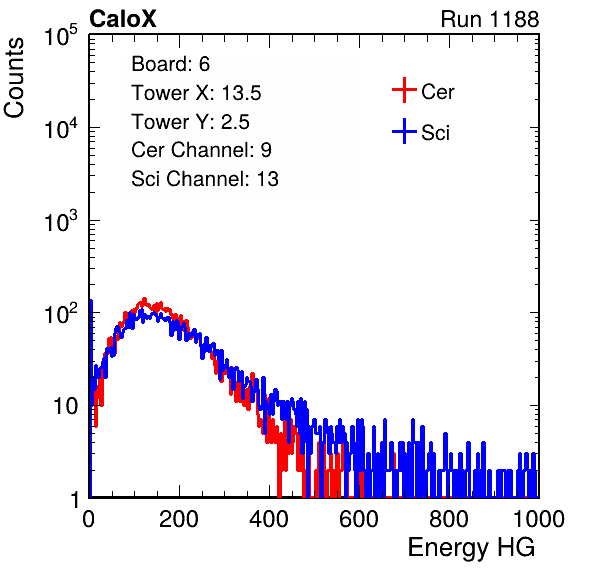 CaloX Run 1188
Counts
10^5
10^4
10^3
10^2
10
1
Board: 6
Tower X: 13.5
Tower Y: 2.5
Cer Channel: 9
Sci Channel: 13
Cer
Sci
0 200 400 600 800 1000
Energy HG